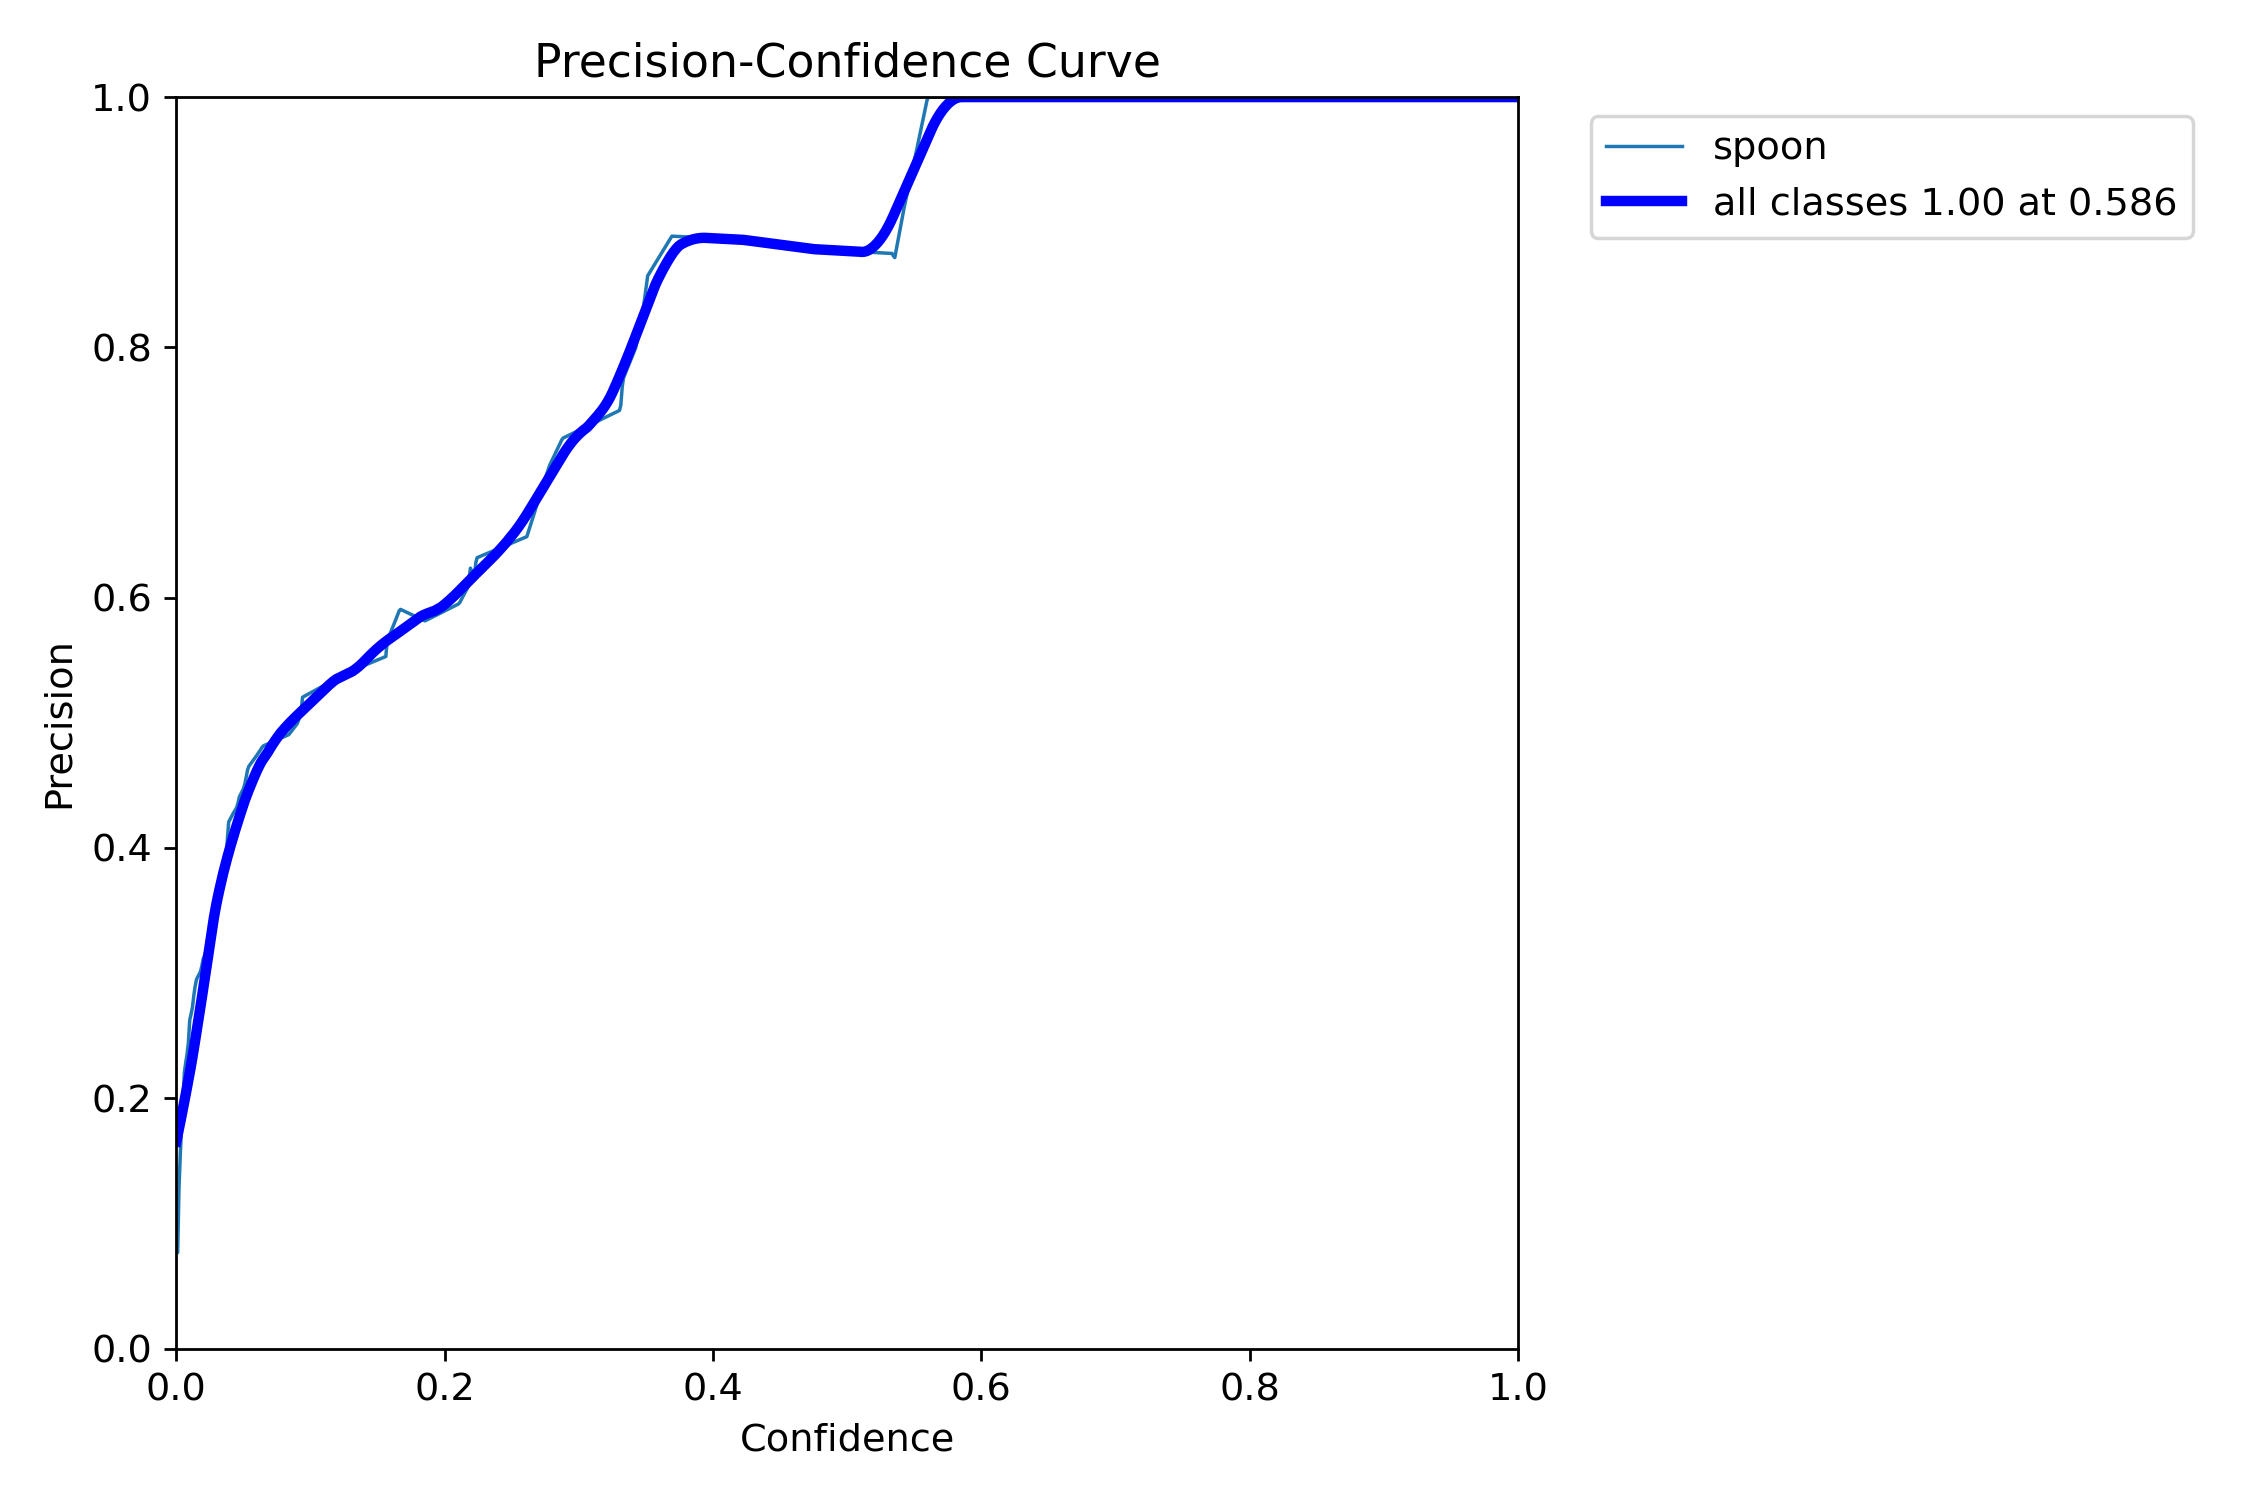 Precision-Confidence Curve
1.0
0.8
0.6
0.4
0.2
0.0
Precision
0.0 0.2 0.4 0.6 0.8 1.0
Confidence
spoon
all classes 1.00 at 0.586